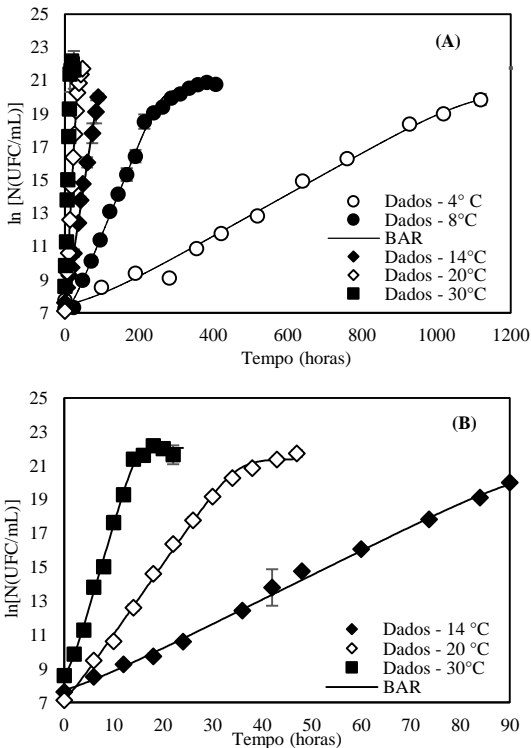 (A)
25
23
21
19
17
15
13
11
9
7
ln [N(UFC/mL)]
Dados - 4° C
Dados - 8°C
BAR
Dados - 14°C
Dados - 20°C
Dados - 30°C
0 200 400 600 800 1000 1200
Tempo (horas)
(B)
25
23
21
19
17
15
13
11
9
7
ln[N(UFC/mL)]
Dados - 14 °C
Dados - 20 °C
Dados - 30°C
BAR
0 10 20 30 40 50 60 70 80 90
Tempo (horas)